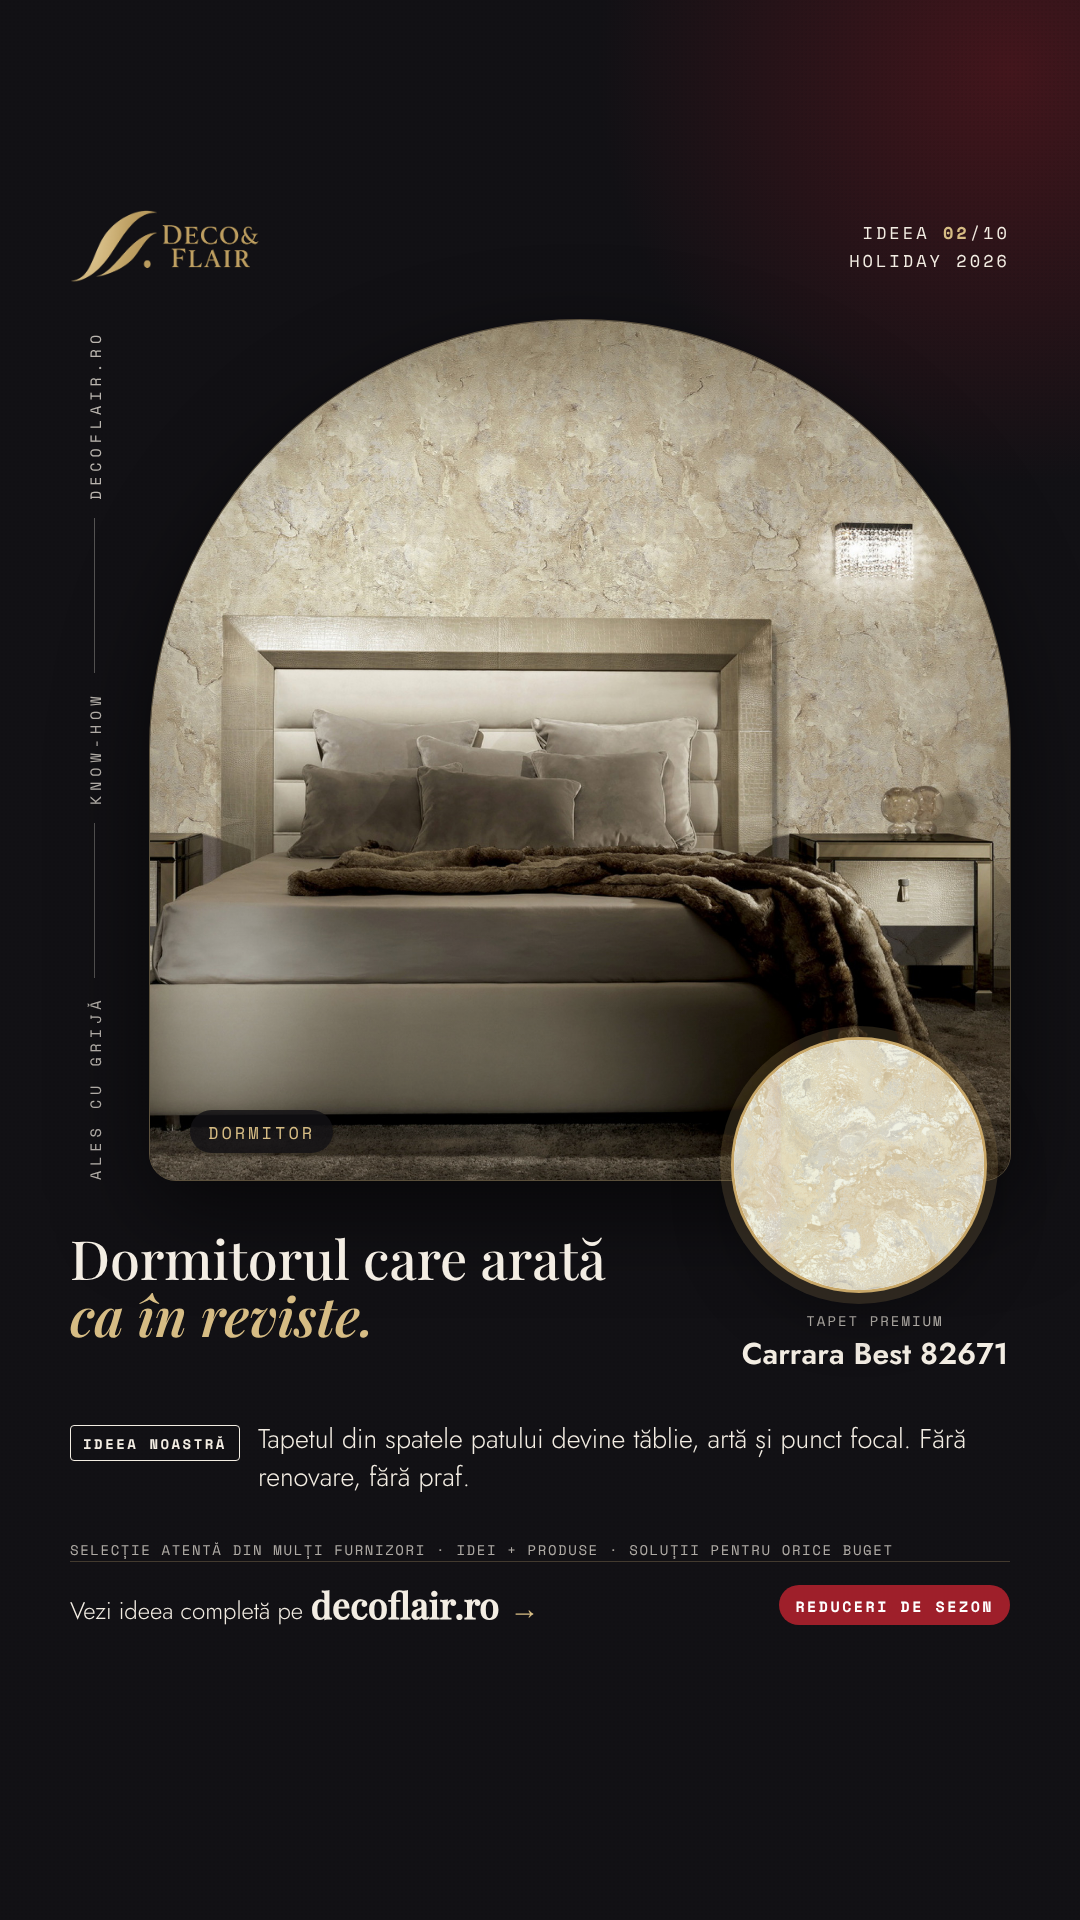 DECO&
FLAIR
IDEEA 02/10
HOLIDAY 2026
DECOFLAIR.RO
KNOW-HOW
ALES CU GRIJĂ
DORMITOR
Dormitorul care arată
ca în reviste.
TAPET PREMIUM
Carrara Best 82671
IDEEA NOASTRĂ
Tapetul din spatele patului devine tăblie, artă și punct focal. Fără
renovare, fără praf.
SELECȚIE ATENTĂ DIN MULȚI FURNIZORI · IDEI + PRODUSE · SOLUȚII PENTRU ORICE BUGET
Vezi ideea completă pe decoflair.ro →
REDUCERI DE SEZON